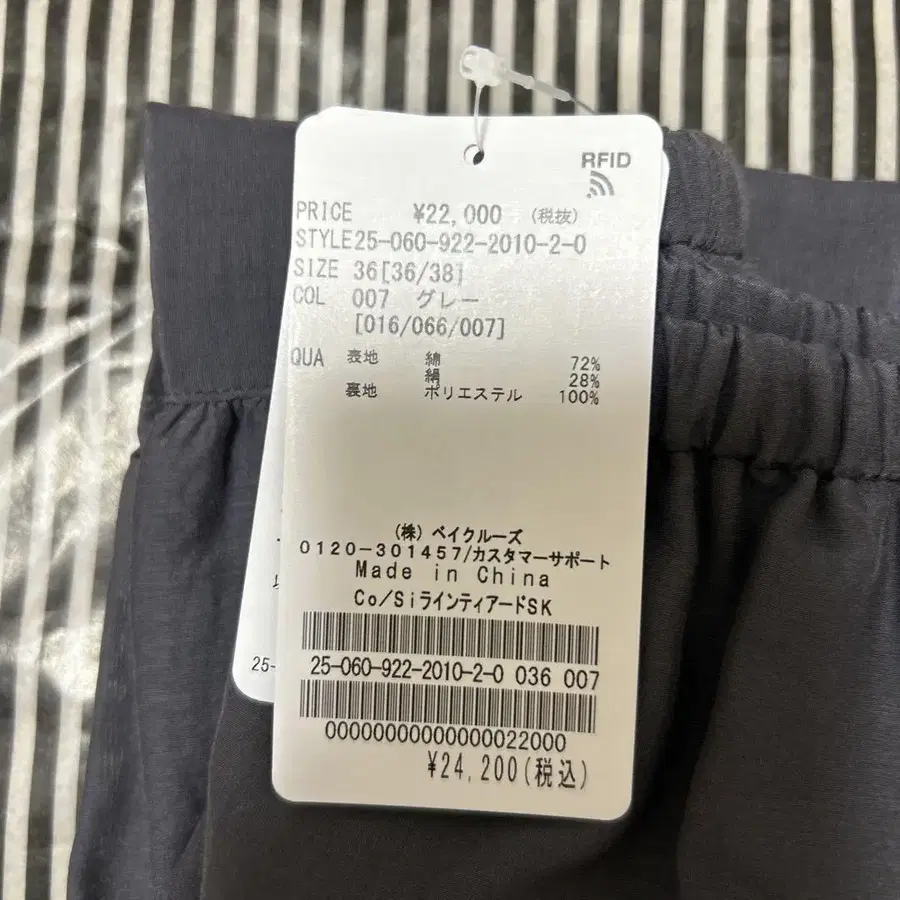 RFID
PRICE ¥22,000 (税抜)
STYLE25-060-922-2010-2-0
SIZE 36[36/38]
COL 007 グレー
[016/066/007]
QUA 表地 綿 72%
絹 28%
裏地 ポリエステル 100%
(株) ベイクルーズ
0120-301457/カスタマーサポート
Made in China
Co/SiラインティアードSK
25-060-922-2010-2-0 036 007
00000000000000022000
¥24,200(税込)
25-